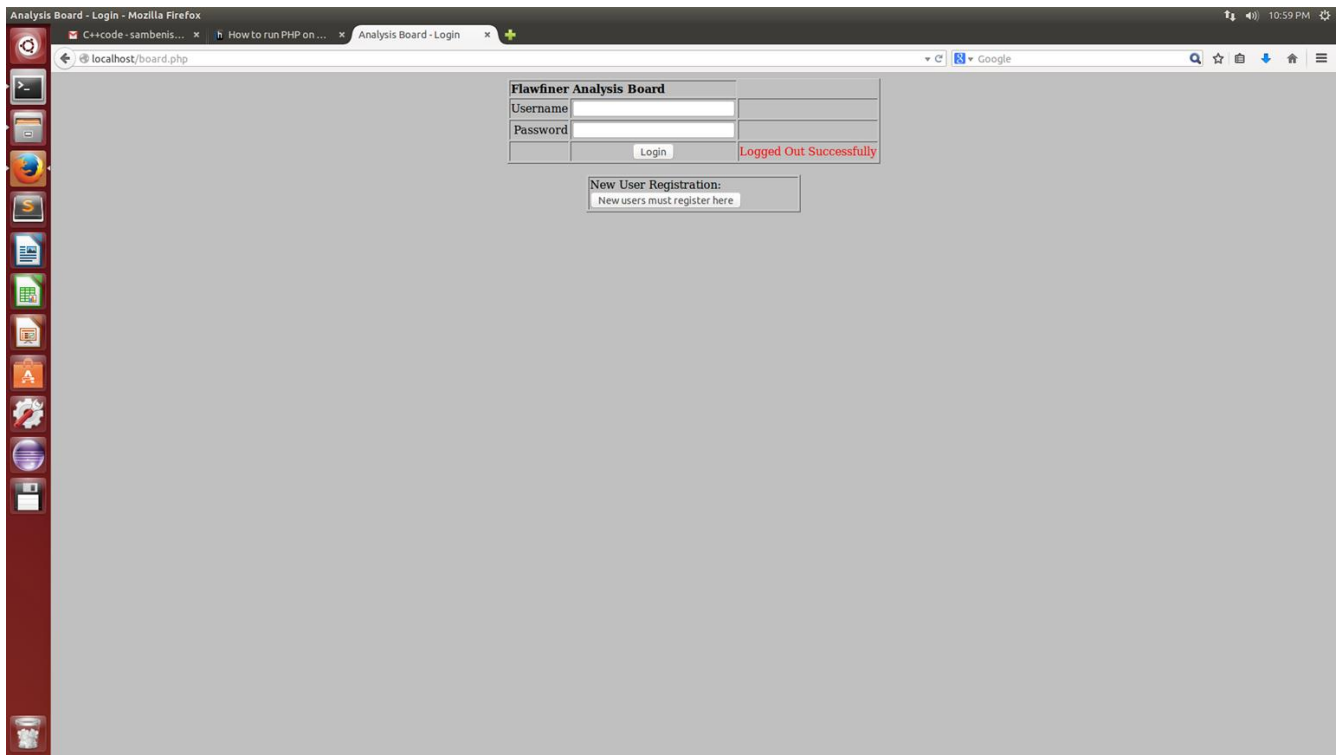 Analysis Board - Login - Mozilla Firefox
10:59 PM
C++code - sambenis... × How to run PHP on ... × Analysis Board - Login ×
localhost/board.php Google
Flawfiner Analysis Board
Username
Password
Login Logged Out Successfully
New User Registration:
New users must register here